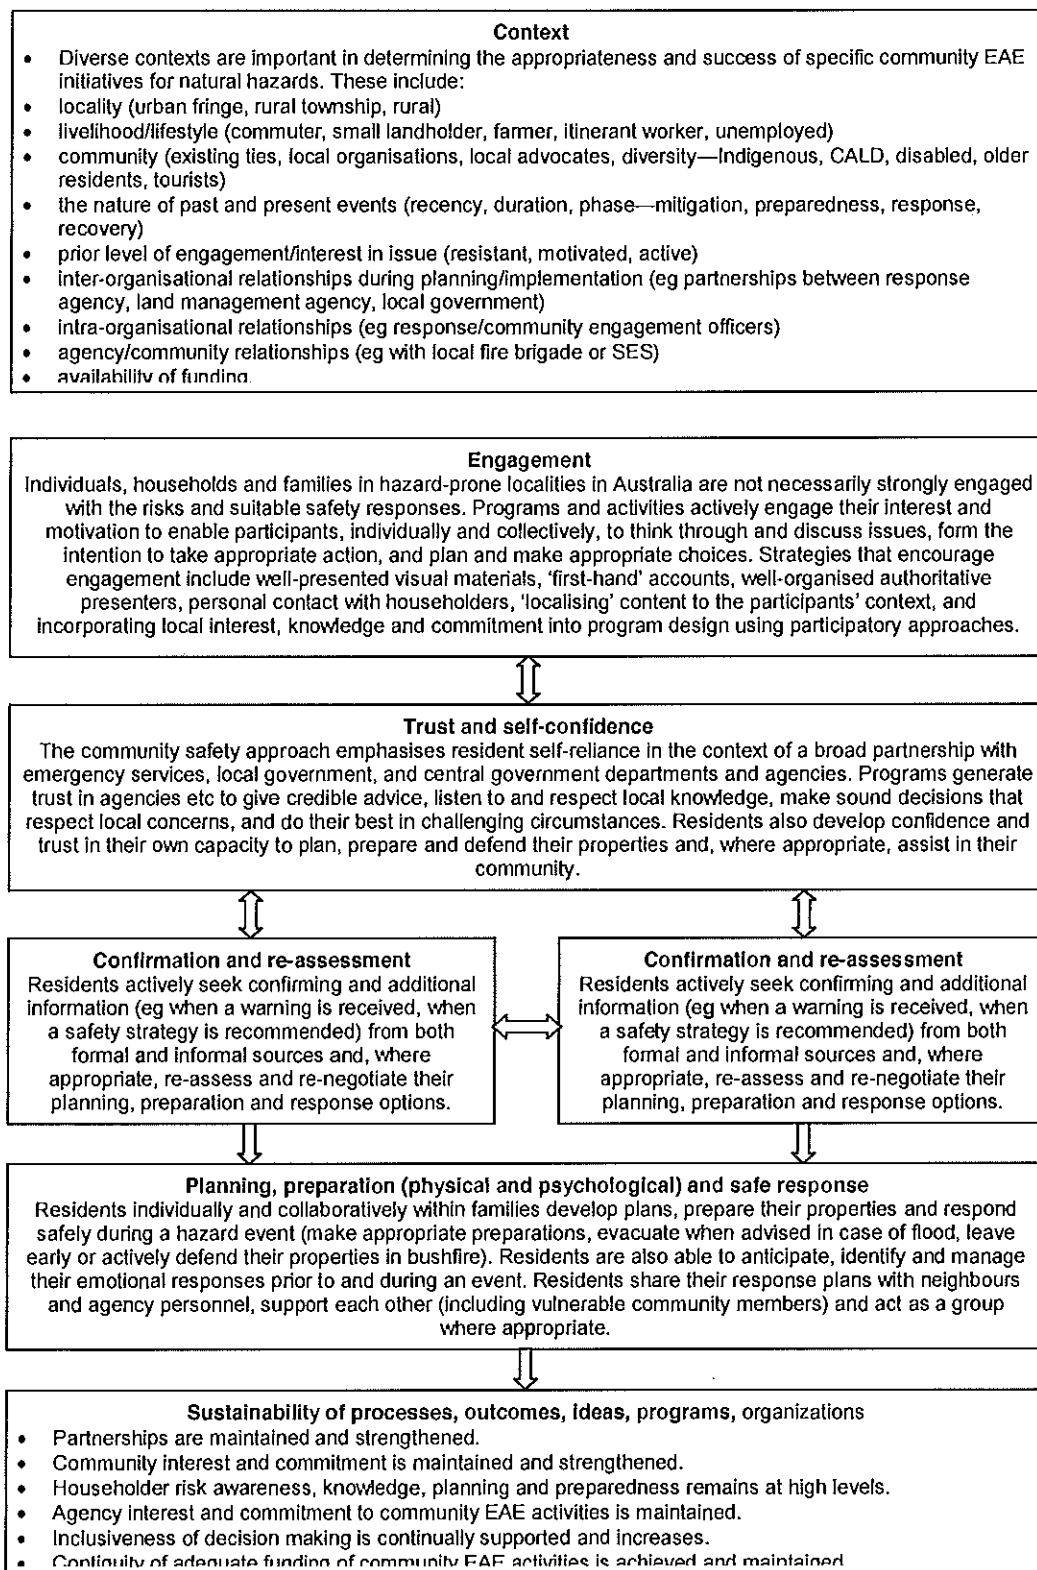 Context
• Diverse contexts are important in determining the appropriateness and success of specific community EAE
initiatives for natural hazards. These include:
• locality (urban fringe, rural township, rural)
• livelihood/lifestyle (commuter, small landholder, farmer, itinerant worker, unemployed)
• community (existing ties, local organisations, local advocates, diversity—Indigenous, CALD, disabled, older
residents, tourists)
• the nature of past and present events (recency, duration, phase—mitigation, preparedness, response,
recovery)
• prior level of engagement/interest in issue (resistant, motivated, active)
• inter-organisational relationships during planning/implementation (eg partnerships between response
agency, land management agency, local government)
• intra-organisational relationships (eg response/community engagement officers)
• agency/community relationships (eg with local fire brigade or SES)
• availability of funding.
Engagement
Individuals, households and families in hazard-prone localities in Australia are not necessarily strongly engaged
with the risks and suitable safety responses. Programs and activities actively engage their interest and
motivation to enable participants, individually and collectively, to think through and discuss issues, form the
intention to take appropriate action, and plan and make appropriate choices. Strategies that encourage
engagement include well-presented visual materials, 'first-hand' accounts, well-organised authoritative
presenters, personal contact with householders, 'localising' content to the participants' context, and
incorporating local interest, knowledge and commitment into program design using participatory approaches.
Trust and self-confidence
The community safety approach emphasises resident self-reliance in the context of a broad partnership with
emergency services, local government, and central government departments and agencies. Programs generate
trust in agencies etc to give credible advice, listen to and respect local knowledge, make sound decisions that
respect local concerns, and do their best in challenging circumstances. Residents also develop confidence and
trust in their own capacity to plan, prepare and defend their properties and, where appropriate, assist in their
community.
Confirmation and re-assessment
Residents actively seek confirming and additional
information (eg when a warning is received, when
a safety strategy is recommended) from both
formal and informal sources and, where
appropriate, re-assess and re-negotiate their
planning, preparation and response options.
Confirmation and re-assessment
Residents actively seek confirming and additional
information (eg when a warning is received, when
a safety strategy is recommended) from both
formal and informal sources and, where
appropriate, re-assess and re-negotiate their
planning, preparation and response options.
Planning, preparation (physical and psychological) and safe response
Residents individually and collaboratively within families develop plans, prepare their properties and respond
safely during a hazard event (make appropriate preparations, evacuate when advised in case of flood, leave
early or actively defend their properties in bushfire). Residents are also able to anticipate, identify and manage
their emotional responses prior to and during an event. Residents share their response plans with neighbours
and agency personnel, support each other (including vulnerable community members) and act as a group
where appropriate.
Sustainability of processes, outcomes, ideas, programs, organizations
• Partnerships are maintained and strengthened.
• Community interest and commitment is maintained and strengthened.
• Householder risk awareness, knowledge, planning and preparedness remains at high levels.
• Agency interest and commitment to community EAE activities is maintained.
• Inclusiveness of decision making is continually supported and increases.
• Continuity of adequate funding of community EAE activities is achieved and maintained